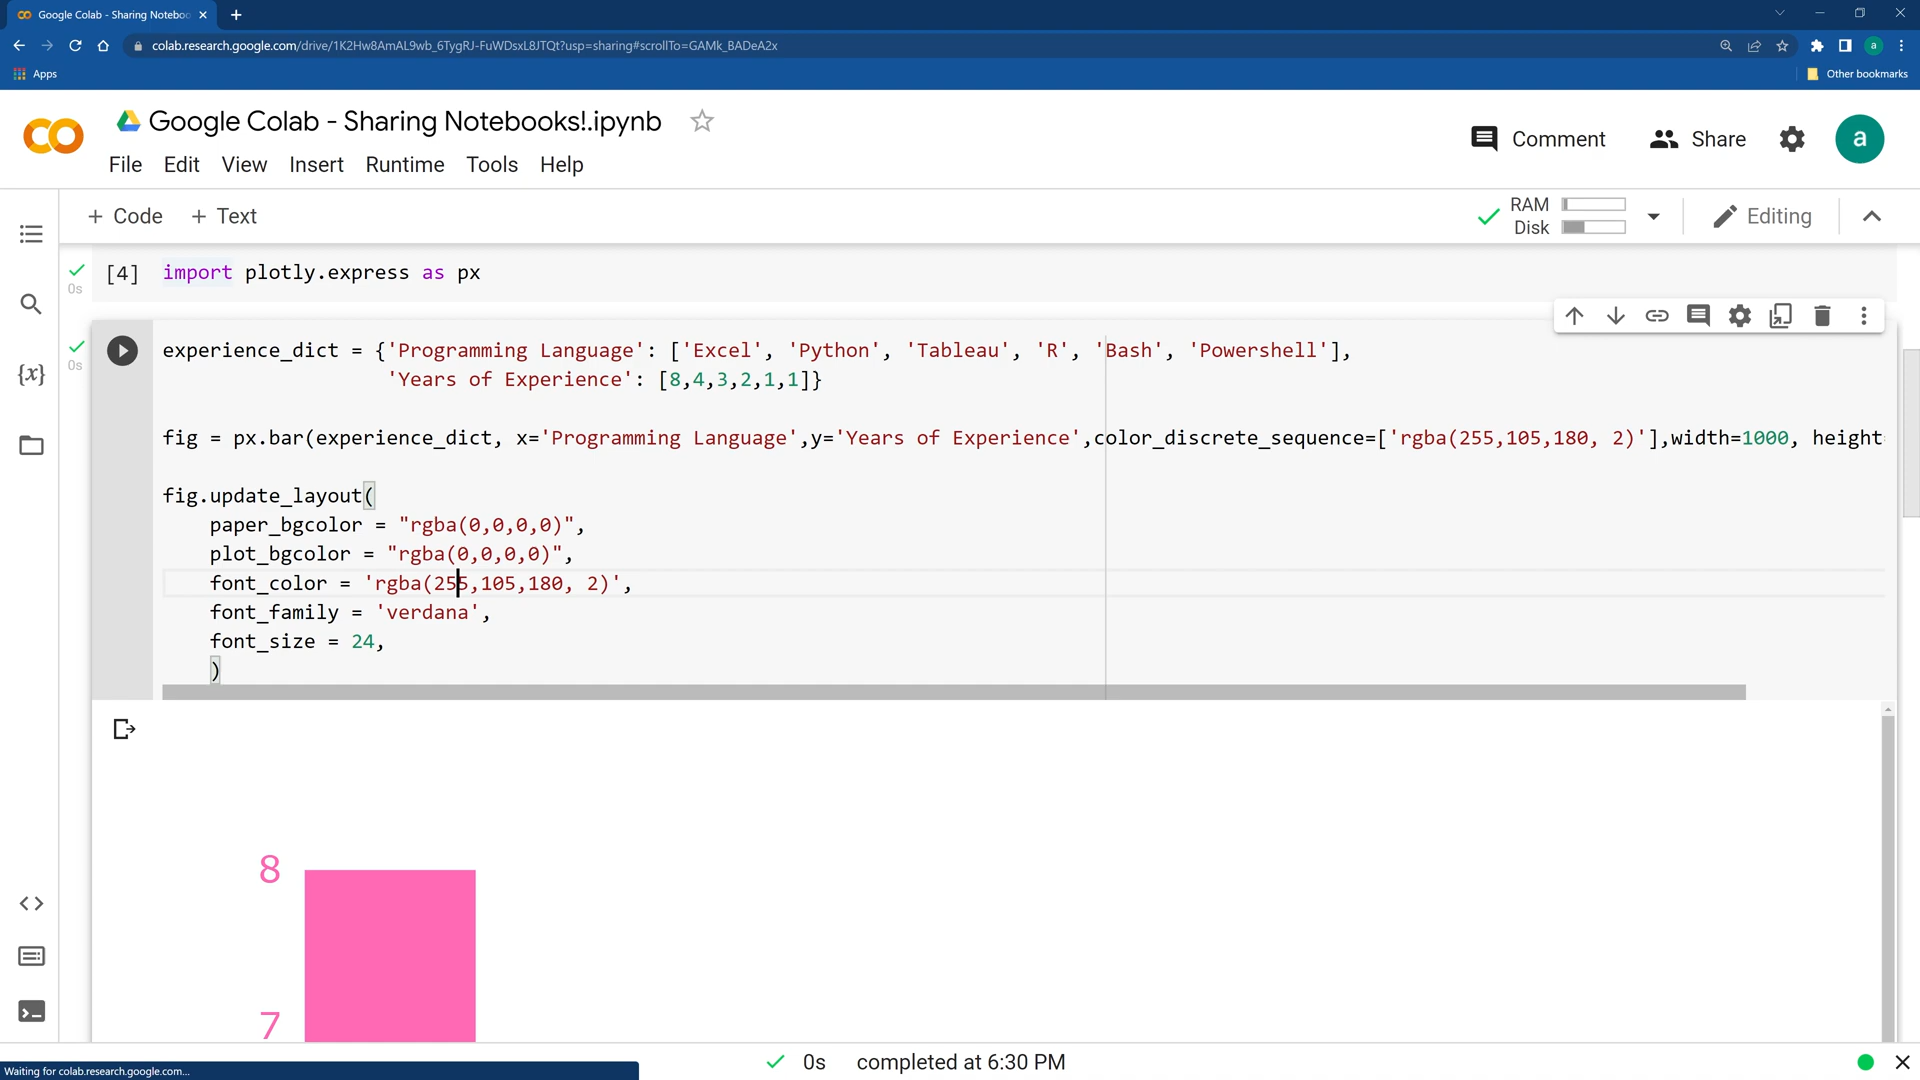 Google Colab - Sharing Noteboo
colab.research.google.com/drive/1K2Hw8AmAL9wb_6TygRJ-FuWDsxL8JTQt?usp=sharing#scrollTo=GAMk_BADeA2x
a
Apps
Other bookmarks
Google Colab - Sharing Notebooks!.ipynb
Comment
Share
a
File Edit View Insert Runtime Tools Help
+ Code + Text
RAM
Disk
Editing
[4] import plotly.express as px
0s
experience_dict = {'Programming Language': ['Excel', 'Python', 'Tableau', 'R', 'Bash', 'Powershell'],
0s
'Years of Experience': [8,4,3,2,1,1]}
fig = px.bar(experience_dict, x='Programming Language',y='Years of Experience',color_discrete_sequence=['rgba(255,105,180, 2)'],width=1000, height=
fig.update_layout(
paper_bgcolor = "rgba(0,0,0,0)",
plot_bgcolor = "rgba(0,0,0,0)",
font_color = 'rgba(255,105,180, 2)',
font_family = 'verdana',
font_size = 24,
)
{x}
8
7
0s completed at 6:30 PM
Waiting for colab.research.google.com...